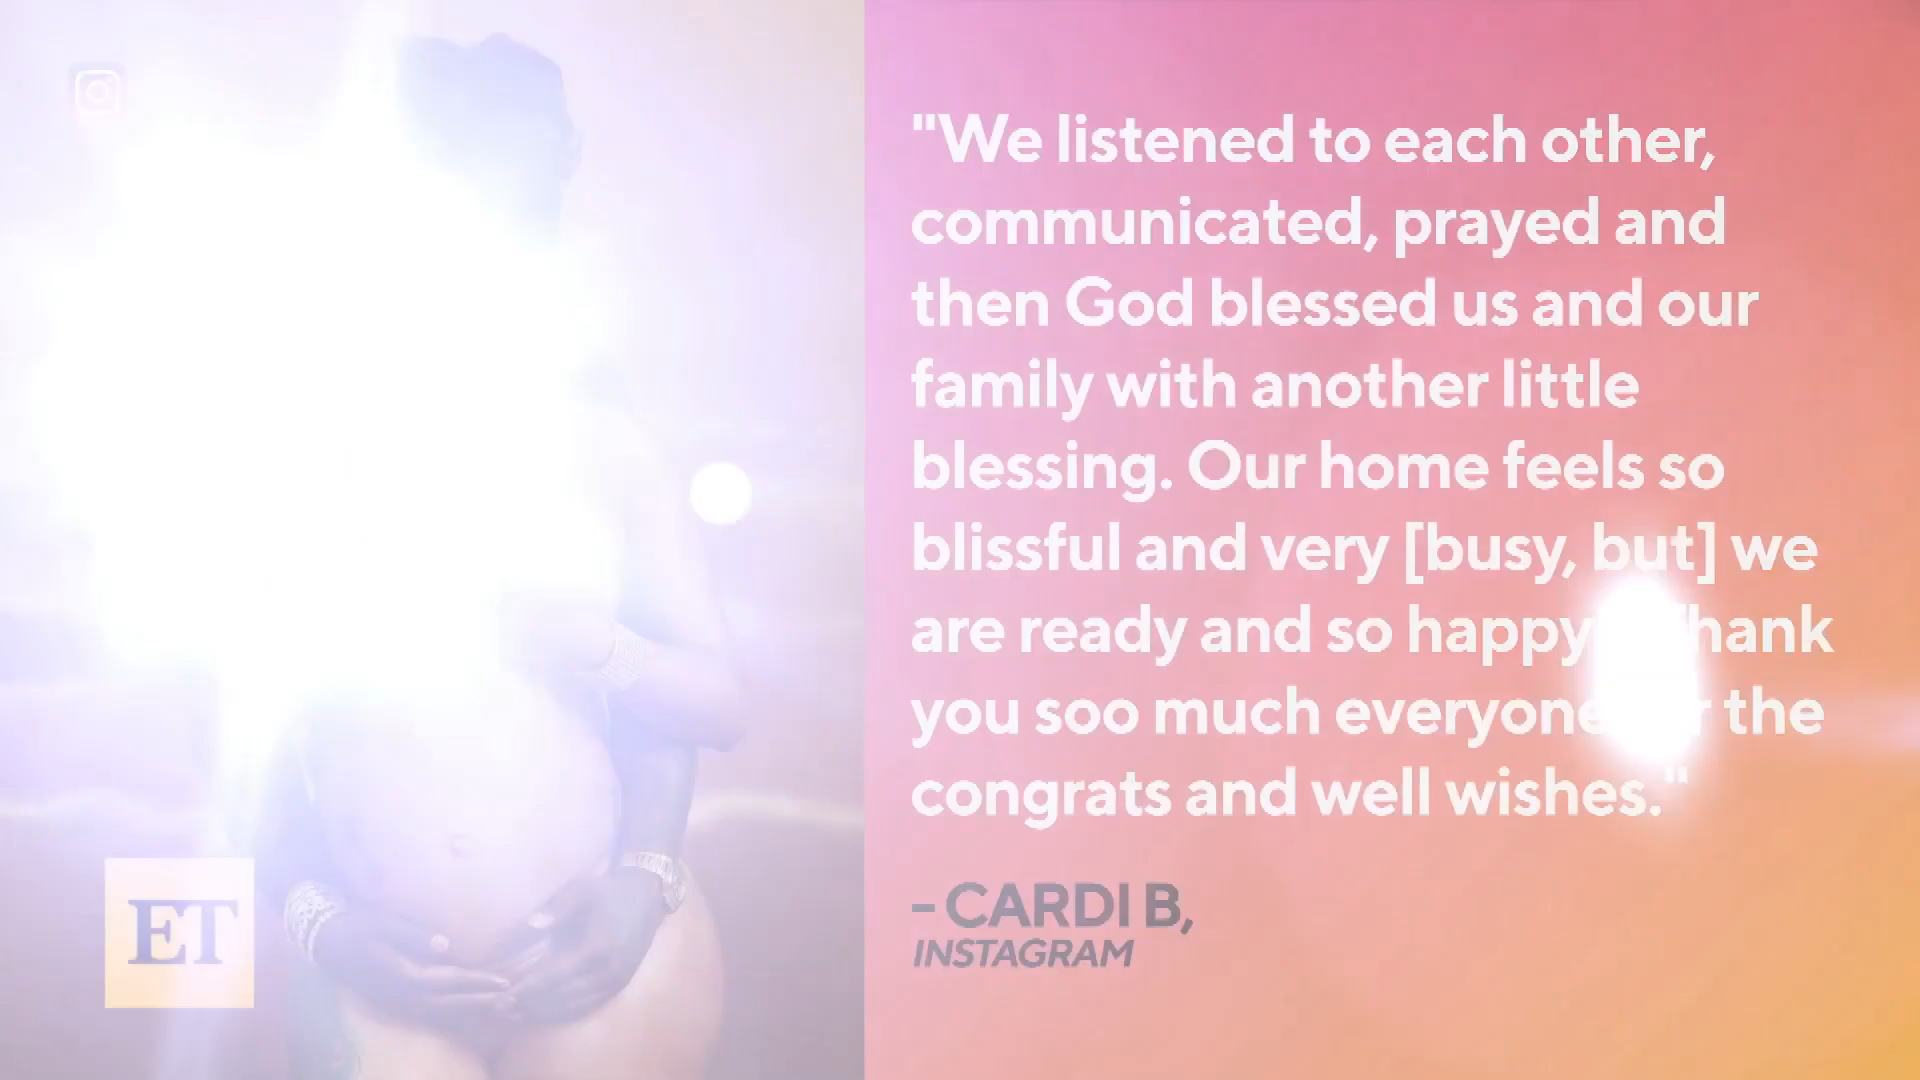 "We listened to each other,
communicated, prayed and
then God blessed us and our
family with another little
blessing. Our home feels so
blissful and very [busy, but] we
are ready and so happy
you soo much everyone the
congrats and well wishes."
– CARDI B,
INSTAGRAM
ET